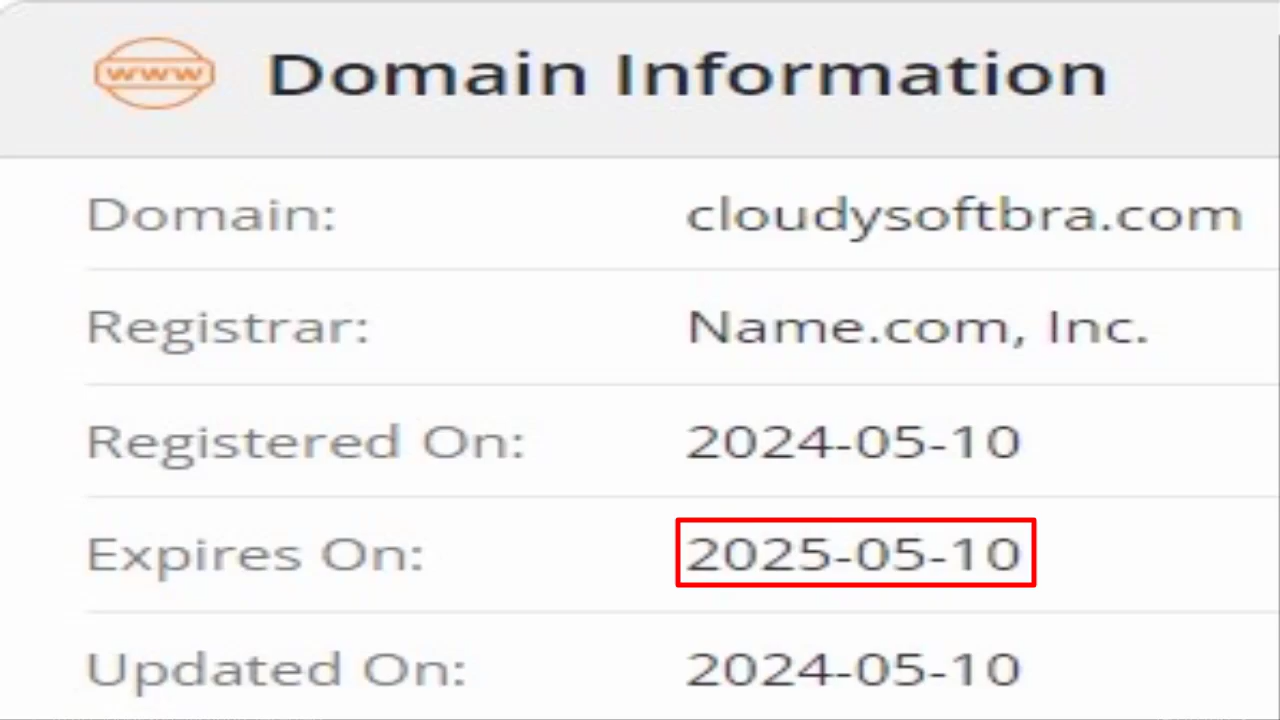 www Domain Information
Domain: cloudysoftbra.com
Registrar: Name.com, Inc.
Registered On: 2024-05-10
Expires On: 2025-05-10
Updated On: 2024-05-10